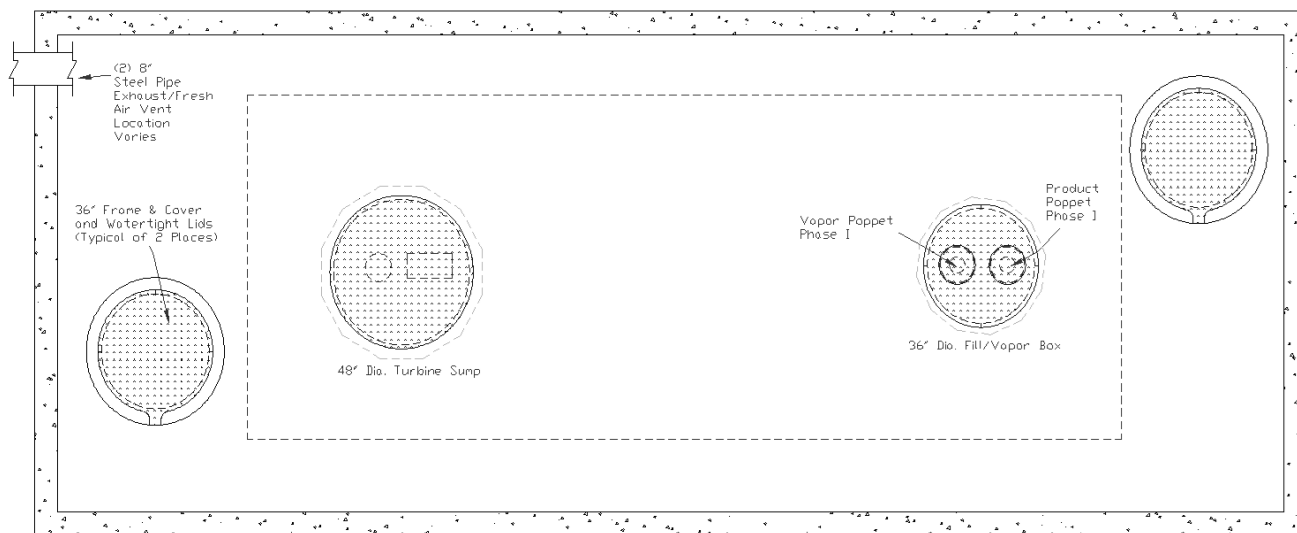 (2) 8"
Steel Pipe
Exhaust/Fresh
Air Vent
Location
Varies
36" Frame & Cover
and Watertight Lids
(Typical of 2 Places)
48" Dia. Turbine Sump
Vapor Poppet
Phase I
Product
Poppet
Phase I
36" Dia. Fill/Vapor Box